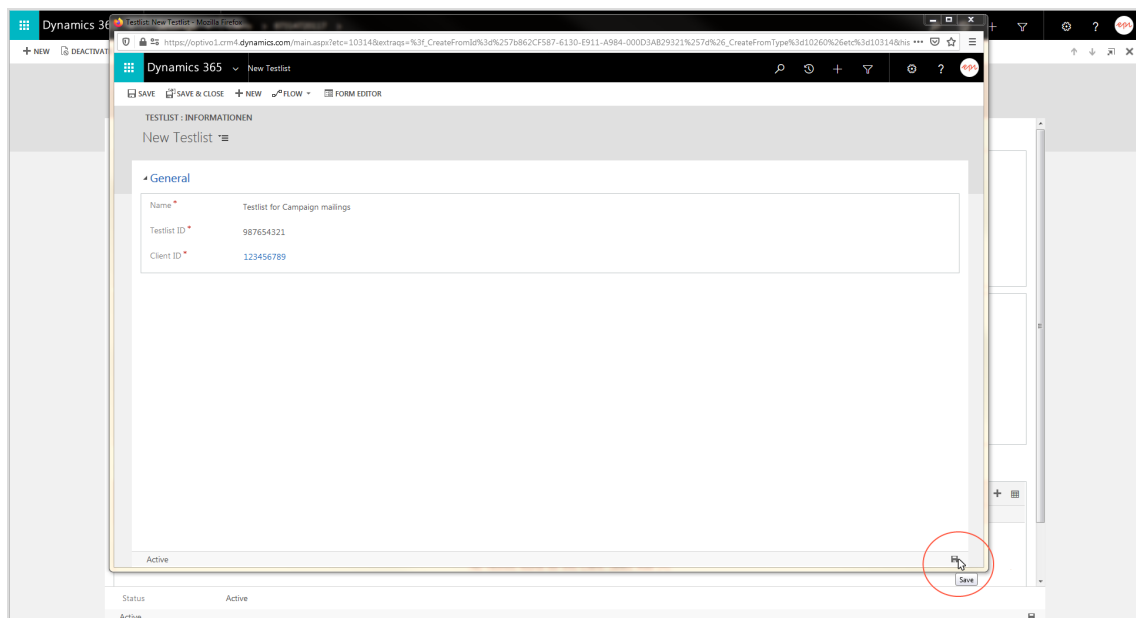 Dynamics 36
Testlist: New Testlist - Mozilla Firefox
+ NEW DEACTIVAT
https://optivo1.crm4.dynamics.com/main.aspx?etc=10314&extraqs=%3f_CreateFromId%3d%257b862CF587-6130-E911-A984-000D3AB29321%257d%26_CreateFromType%3d10260%26etc%3d10314&his •••
Dynamics 365 New Testlist
SAVE SAVE & CLOSE + NEW FLOW FORM EDITOR
TESTLIST : INFORMATIONEN
New Testlist
General
Name * Testlist for Campaign mailings
Testlist ID * 987654321
Client ID * 123456789
Active
Save
Status Active
Active